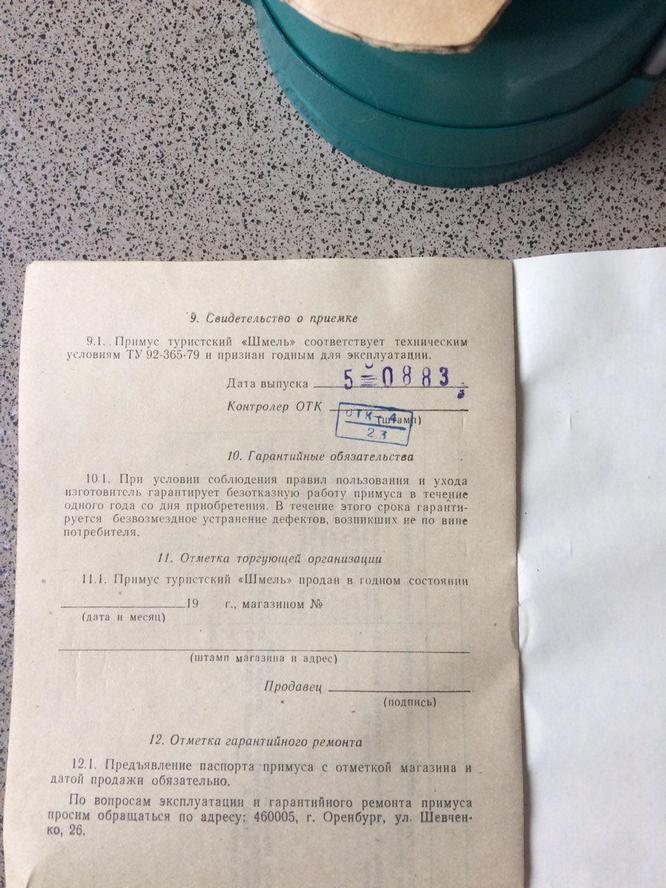 9. Свидетельство о приемке
9.1. Примус туристский «Шмель» соответствует техническим
условиям ТУ 92-365-79 и признан годным для эксплуатации.
Дата выпуска 0883
Контролер ОТК
(штамп)
ОТК-4
23
10. Гарантийные обязательства
10.1. При условии соблюдения правил пользования и ухода
изготовитель гарантирует безотказную работу примуса в течение
одного года со дня приобретения. В течение этого срока гаранти-
руется безвозмездное устранение дефектов, возникших не по вине
потребителя.
11. Отметка торгующей организации
11.1. Примус туристский «Шмель» продан в годном состоянии
19 г., магазином №
(дата и месяц)
(штамп магазина и адрес)
Продавец
(подпись)
12. Отметка гарантийного ремонта
12.1. Предъявление паспорта примуса с отметкой магазина и
датой продажи обязательно.
По вопросам эксплуатации и гарантийного ремонта примуса
просим обращаться по адресу: 460005, г. Оренбург, ул. Шевчен-
ко, 26.